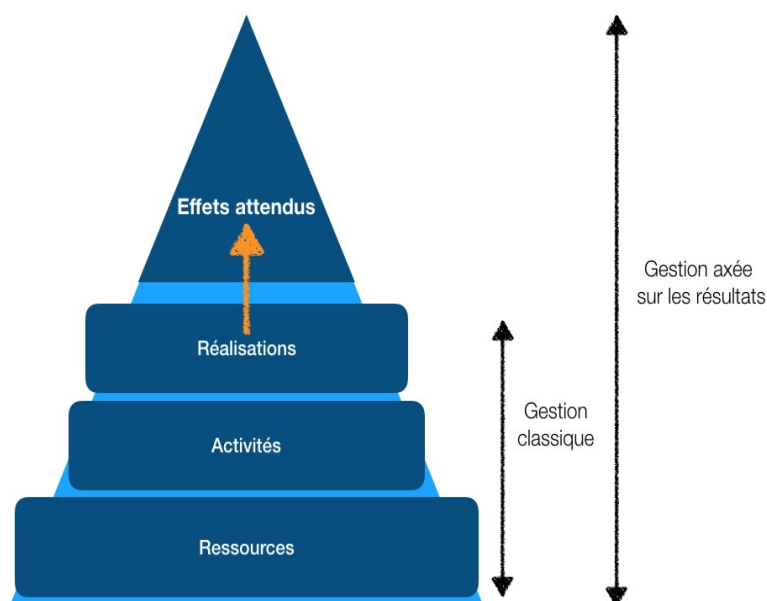 Effets attendus
Réalisations
Activités
Ressources
Gestion
classique
Gestion axée
sur les résultats